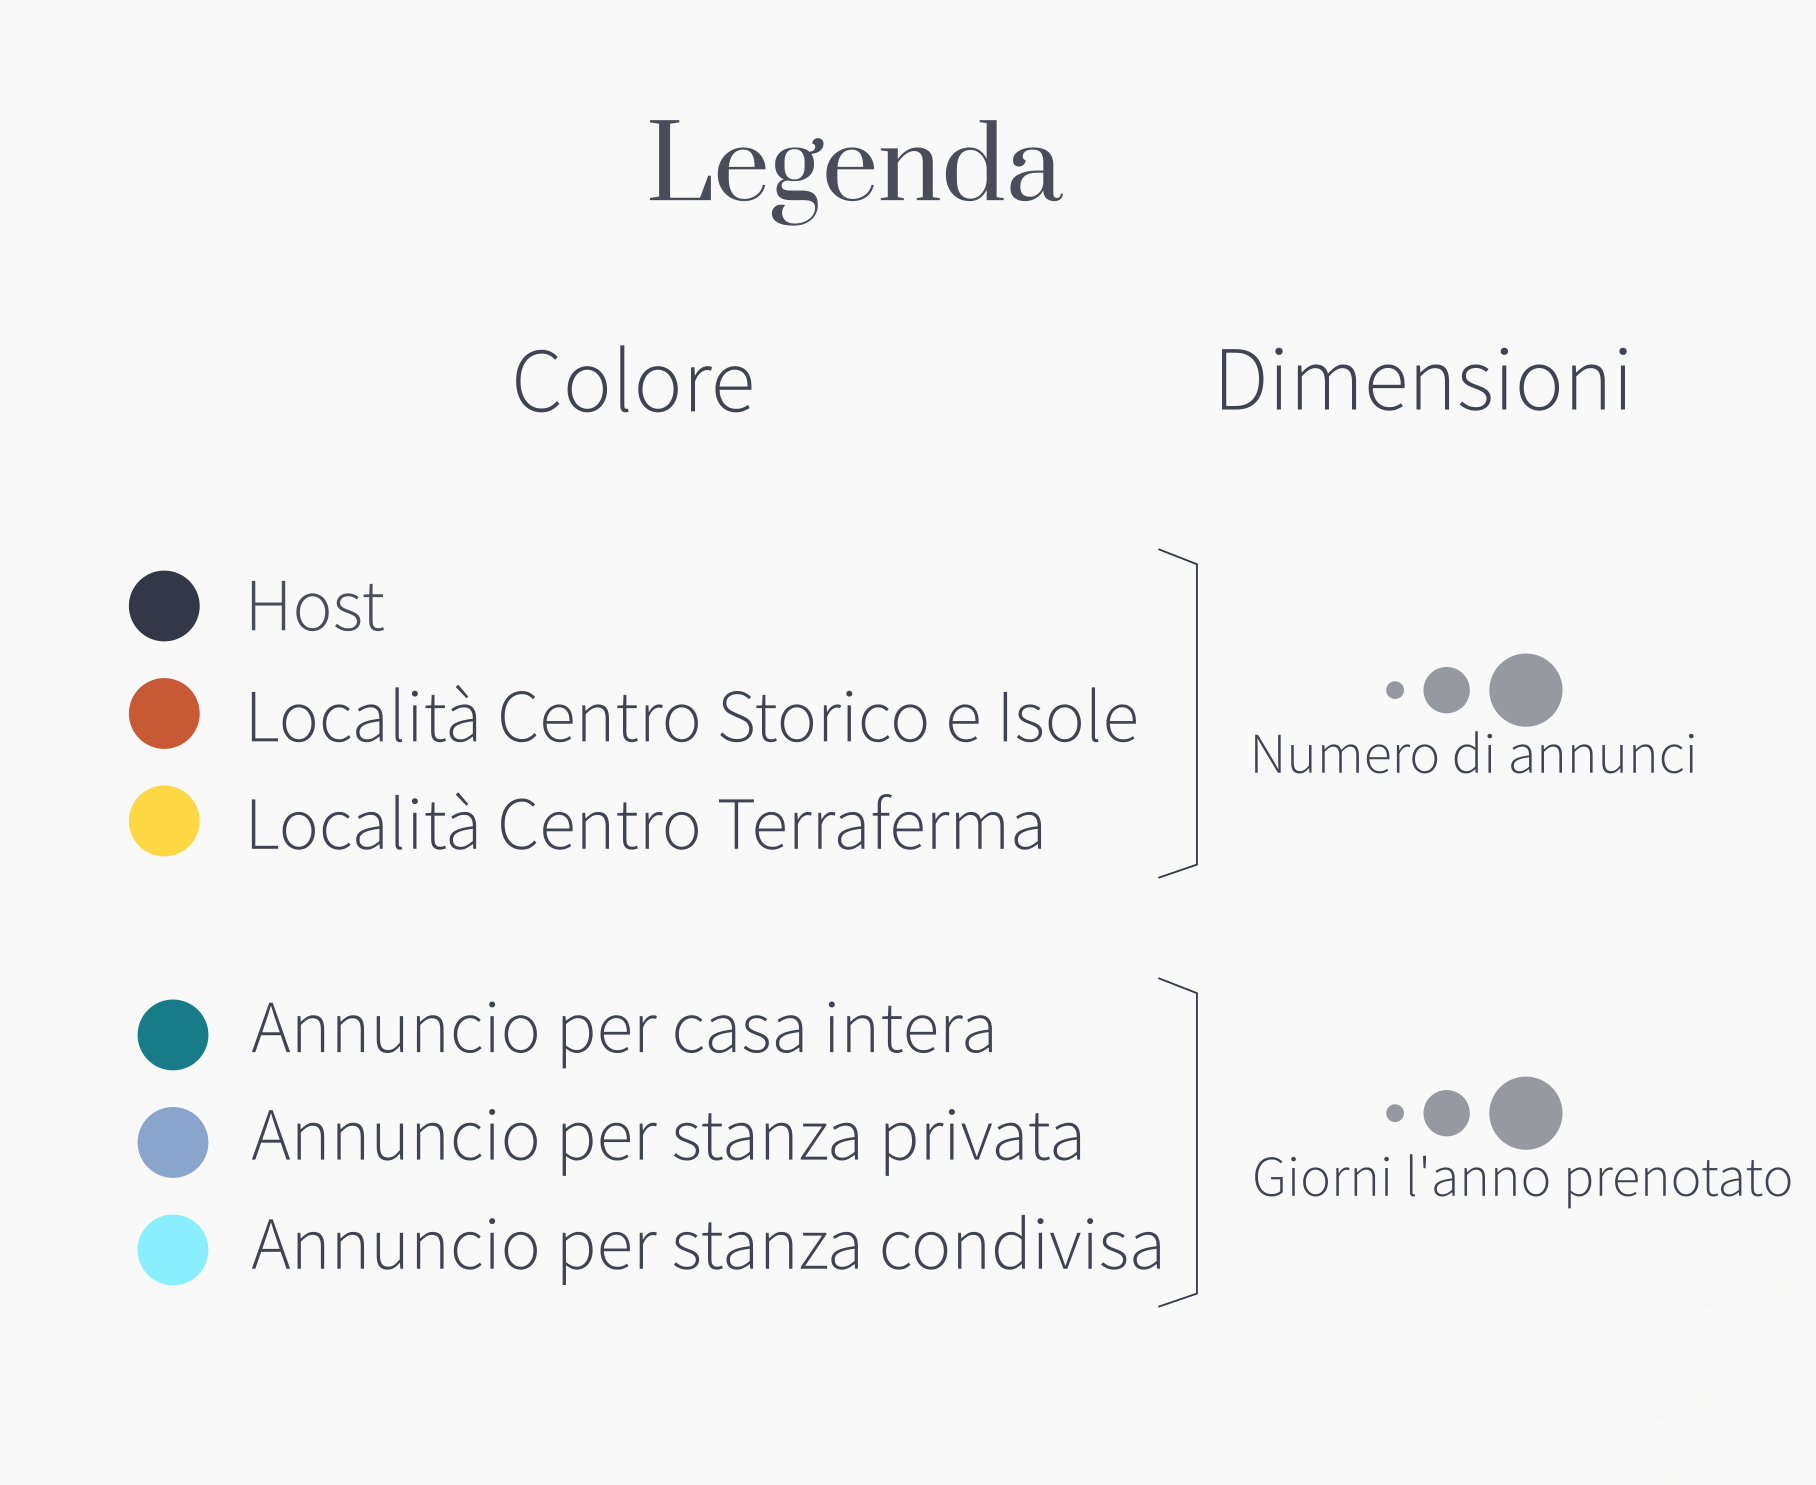 Legenda
Colore
Dimensioni
Host
Località Centro Storico e Isole
Località Centro Terraferma
Numero di annunci
Annuncio per casa intera
Annuncio per stanza privata
Annuncio per stanza condivisa
Giorni l'anno prenotato